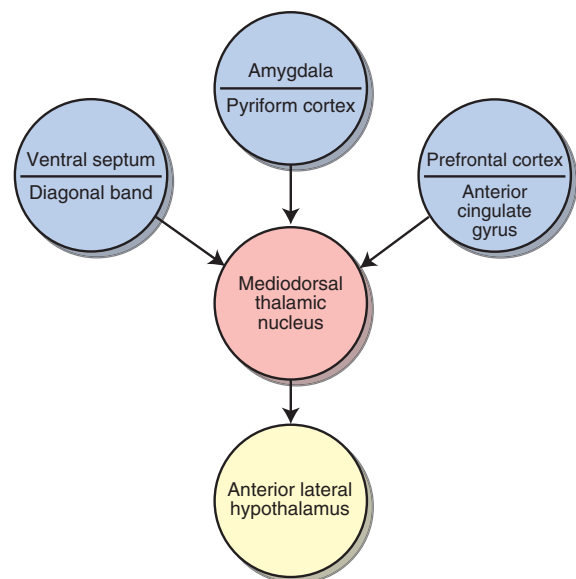 Amygdala
Pyriform cortex
Ventral septum
Diagonal band
Prefrontal cortex
Anterior
cingulate
gyrus
Mediodorsal
thalamic
nucleus
Anterior lateral
hypothalamus